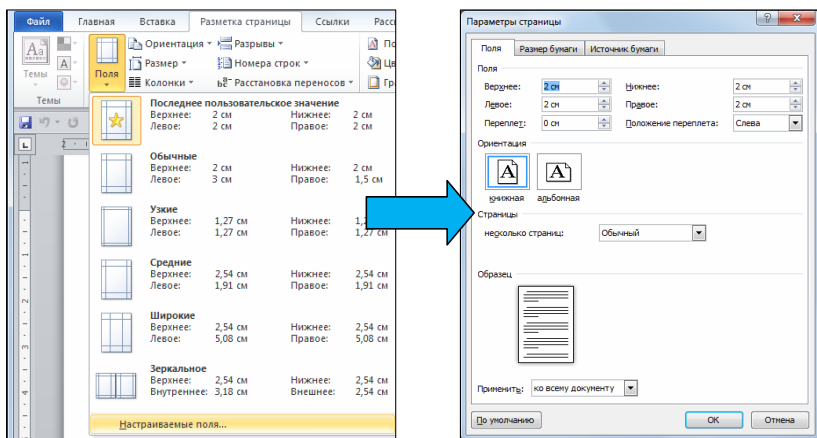 Файл Главная Вставка Разметка страницы Ссылки
Aa
Темы
A
Поля
Ориентация
Разрывы
Размер
Номера строк
Колонки
Расстановка переносов
Темы
Последнее пользовательское значение
Верхнее: 2 см Нижнее: 2 см
Левое: 2 см Правое: 2 см
Обычные
Верхнее: 2 см Нижнее: 2 см
Левое: 3 см Правое: 1,5 см
Узкие
Верхнее: 1,27 см Нижнее:
Левое: 1,27 см Правое: 1,27 см
Средние
Верхнее: 2,54 см Нижнее: 2,54 см
Левое: 1,91 см Правое: 1,91 см
Широкие
Верхнее: 2,54 см Нижнее: 2,54 см
Левое: 5,08 см Правое: 5,08 см
Зеркальное
Верхнее: 2,54 см Нижнее: 2,54 см
Внутреннее: 3,18 см Внешнее: 2,54 см
Настраиваемые поля...
Параметры страницы
Поля Размер бумаги Источник бумаги
Поля
Верхнее: 2 см Нижнее: 2 см
Левое: 2 см Правое: 2 см
Переплет: 0 см Положение переплета: Слева
Ориентация
A A
книжная альбонная
Страницы
несколько страниц: Обычный
Образец
Применить: ко всему документу
По умолчанию ОК Отмена